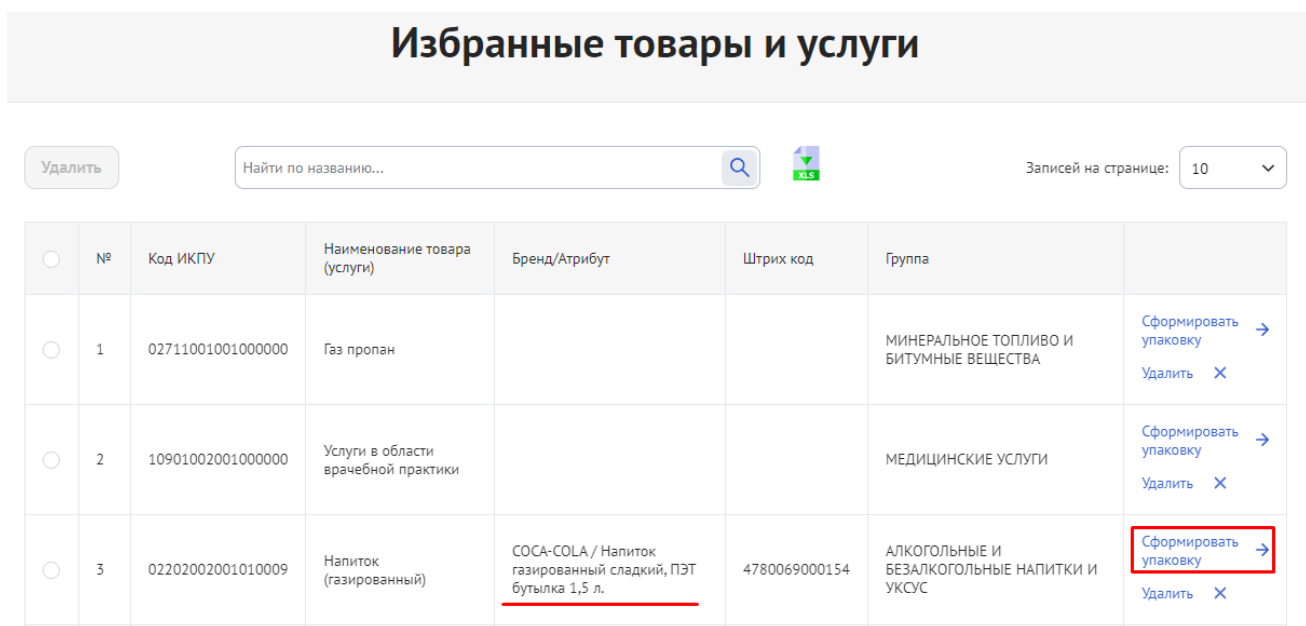 Избранные товары и услуги
Удалить
Найти по названию...
XLS
Записей на странице:
10
№
Код ИКПУ
Наименование товара
(услуги)
Бренд/Атрибут
Штрих код
Группа
1
02711001001000000
Газ пропан
МИНЕРАЛЬНОЕ ТОПЛИВО И
БИТУМНЫЕ ВЕЩЕСТВА
Сформировать
упаковку
Удалить
2
10901002001000000
Услуги в области
врачебной практики
МЕДИЦИНСКИЕ УСЛУГИ
Сформировать
упаковку
Удалить
3
02202002001010009
Напиток
(газированный)
COCA-COLA / Напиток
газированный сладкий, ПЭТ
бутылка 1,5 л.
4780069000154
АЛКОГОЛЬНЫЕ И
БЕЗАЛКОГОЛЬНЫЕ НАПИТКИ И
УКСУС
Сформировать
упаковку
Удалить